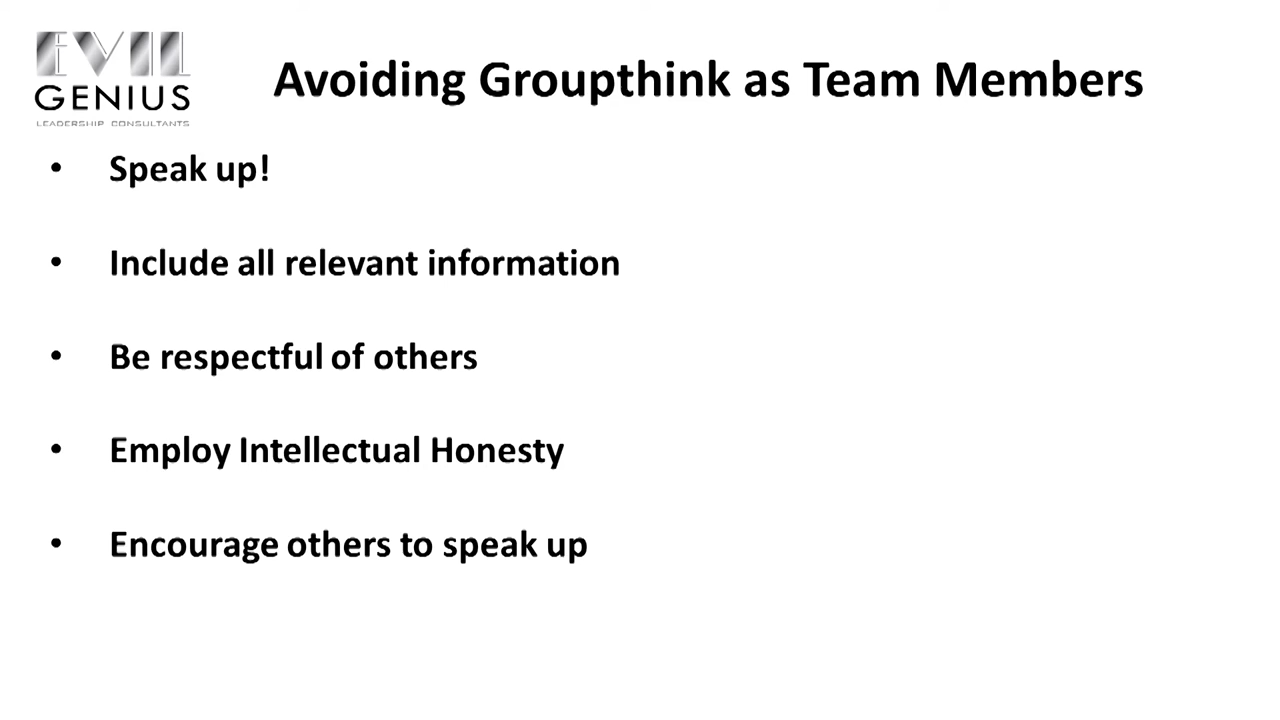 EVIL
GENIUS
LEADERSHIP CONSULTANTS
Avoiding Groupthink as Team Members
• Speak up!
• Include all relevant information
• Be respectful of others
• Employ Intellectual Honesty
• Encourage others to speak up